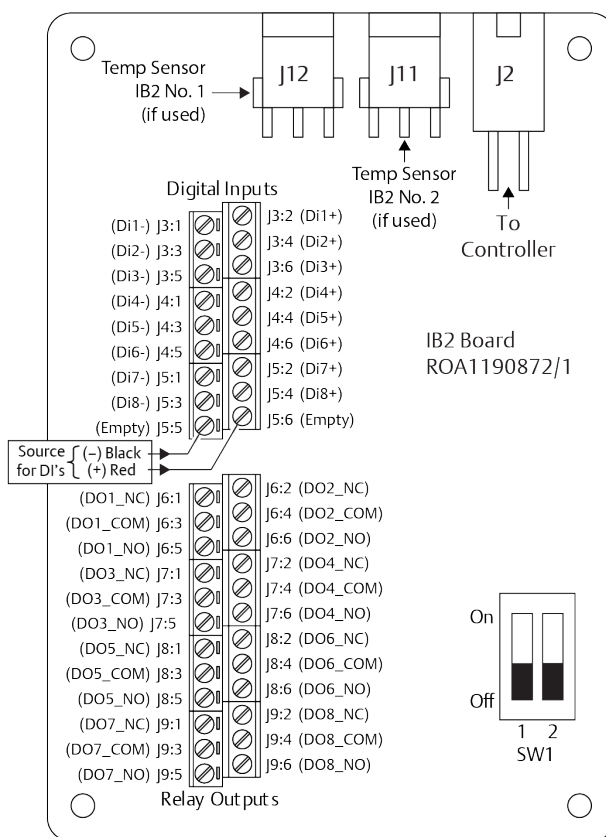 J12
J11
J2
Temp Sensor
IB2 No. 1
(if used)
Temp Sensor
IB2 No. 2
(if used)
To
Controller
Digital Inputs
(Di1-) J3:1
J3:2 (Di1+)
(Di2-) J3:3
J3:4 (Di2+)
(Di3-) J3:5
J3:6 (Di3+)
(Di4-) J4:1
J4:2 (Di4+)
(Di5-) J4:3
J4:4 (Di5+)
(Di6-) J4:5
J4:6 (Di6+)
(Di7-) J5:1
J5:2 (Di7+)
(Di8-) J5:3
J5:4 (Di8+)
(Empty) J5:5
J5:6 (Empty)
IB2 Board
ROA1190872/1
Source
for DI's
(–) Black
(+) Red
(DO1_NC) J6:1
J6:2 (DO2_NC)
(DO1_COM) J6:3
J6:4 (DO2_COM)
(DO1_NO) J6:5
J6:6 (DO2_NO)
(DO3_NC) J7:1
J7:2 (DO4_NC)
(DO3_COM) J7:3
J7:4 (DO4_COM)
(DO3_NO) J7:5
J7:6 (DO4_NO)
(DO5_NC) J8:1
J8:2 (DO6_NC)
(DO5_COM) J8:3
J8:4 (DO6_COM)
(DO5_NO) J8:5
J8:6 (DO6_NO)
(DO7_NC) J9:1
J9:2 (DO8_NC)
(DO7_COM) J9:3
J9:4 (DO8_COM)
(DO7_NO) J9:5
J9:6 (DO8_NO)
Relay Outputs
On
Off
1 2
SW1